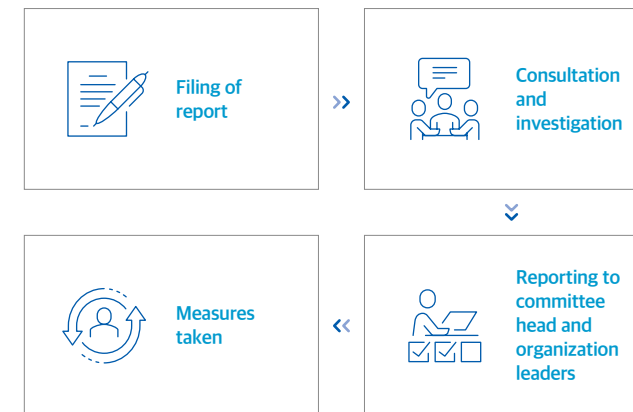 Filing of
report
Consultation
and
investigation
Reporting to
committee
head and
organization
leaders
Measures
taken